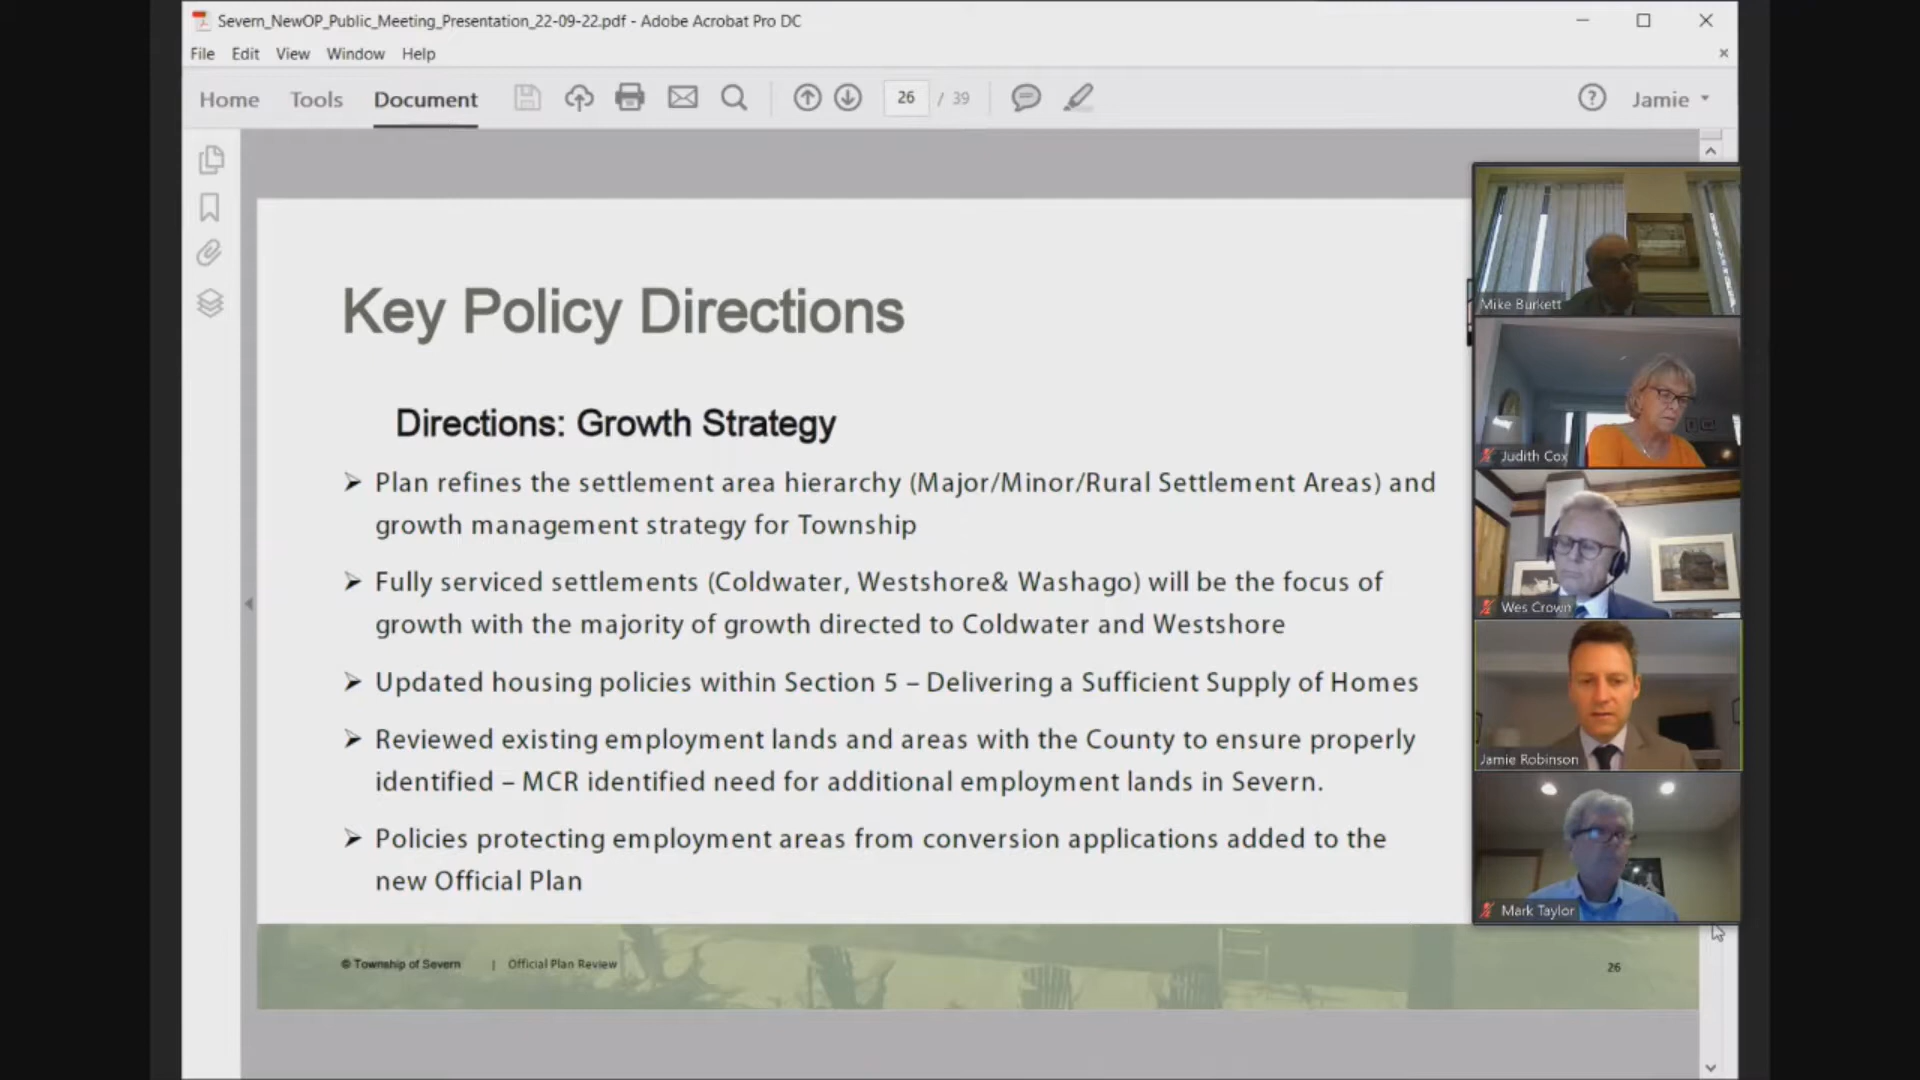 Severn_NewOP_Public_Meeting_Presentation_22-09-22.pdf - Adobe Acrobat Pro DC
File Edit View Window Help
Home Tools Document 26 / 39 Jamie
Key Policy Directions
Directions: Growth Strategy
Plan refines the settlement area hierarchy (Major/Minor/Rural Settlement Areas) and
growth management strategy for Township
Fully serviced settlements (Coldwater, Westshore& Washago) will be the focus of
growth with the majority of growth directed to Coldwater and Westshore
Updated housing policies within Section 5 – Delivering a Sufficient Supply of Homes
Reviewed existing employment lands and areas with the County to ensure properly
identified – MCR identified need for additional employment lands in Severn.
Policies protecting employment areas from conversion applications added to the
new Official Plan
© Township of Severn | Official Plan Review
26
Mike Burkett
Judith Cox
Wes Crown
Jamie Robinson
Mark Taylor